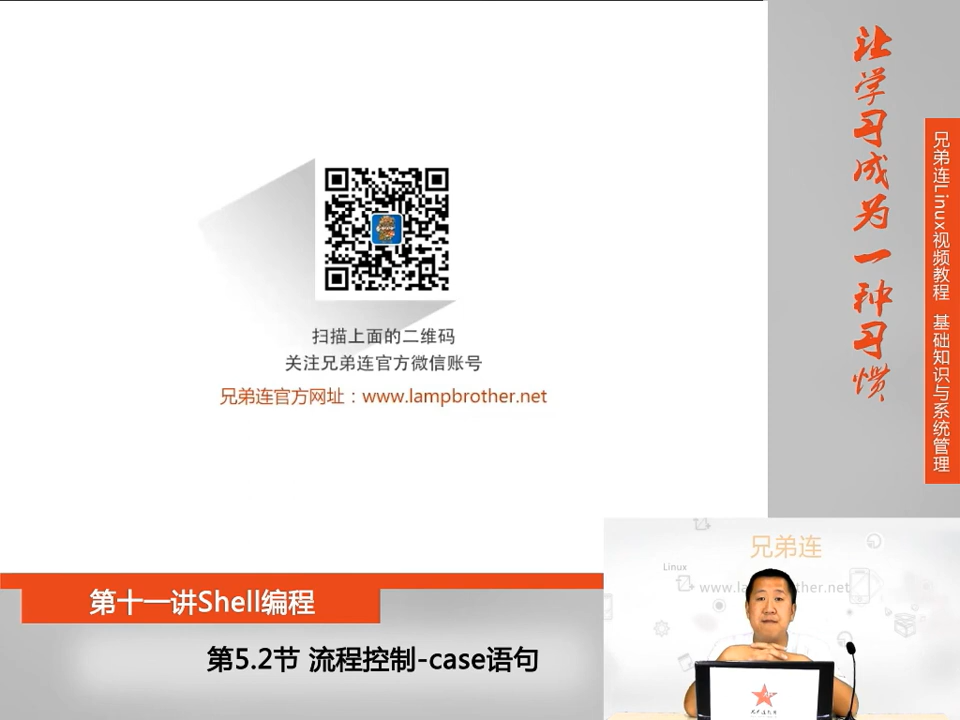 扫描上面的二维码
关注兄弟连官方微信账号
兄弟连官方网址：www.lampbrother.net
让学习成为一种习惯
兄弟连Linux视频教程 基础知识与系统管理
第十一讲Shell编程
第5.2节 流程控制-case语句
兄弟连
Linux